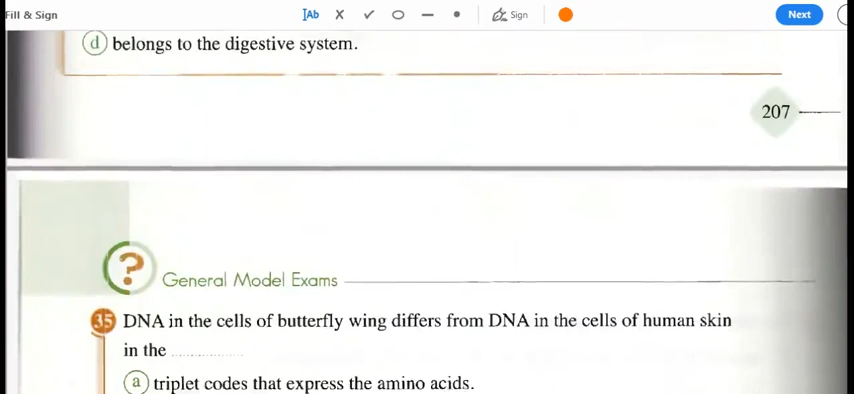 Fill & Sign
IAb
Sign
Next
d belongs to the digestive system.
207
?
General Model Exams
35 DNA in the cells of butterfly wing differs from DNA in the cells of human skin
in the ....................
a triplet codes that express the amino acids.